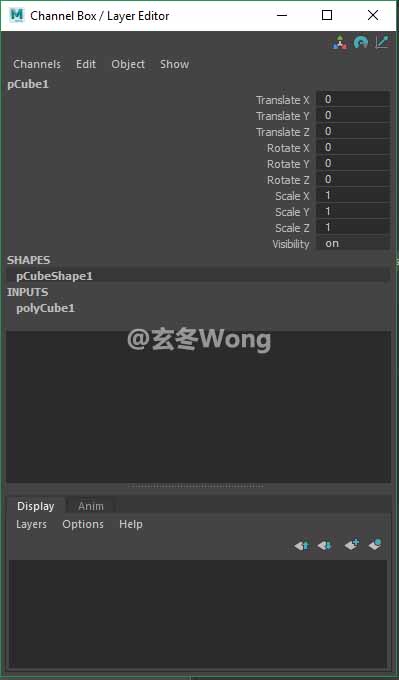 Channel Box / Layer Editor
Channels Edit Object Show
pCube1
Translate X 0
Translate Y 0
Translate Z 0
Rotate X 0
Rotate Y 0
Rotate Z 0
Scale X 1
Scale Y 1
Scale Z 1
Visibility on
SHAPES
pCubeShape1
INPUTS
polyCube1
@玄冬Wong
Display Anim
Layers Options Help